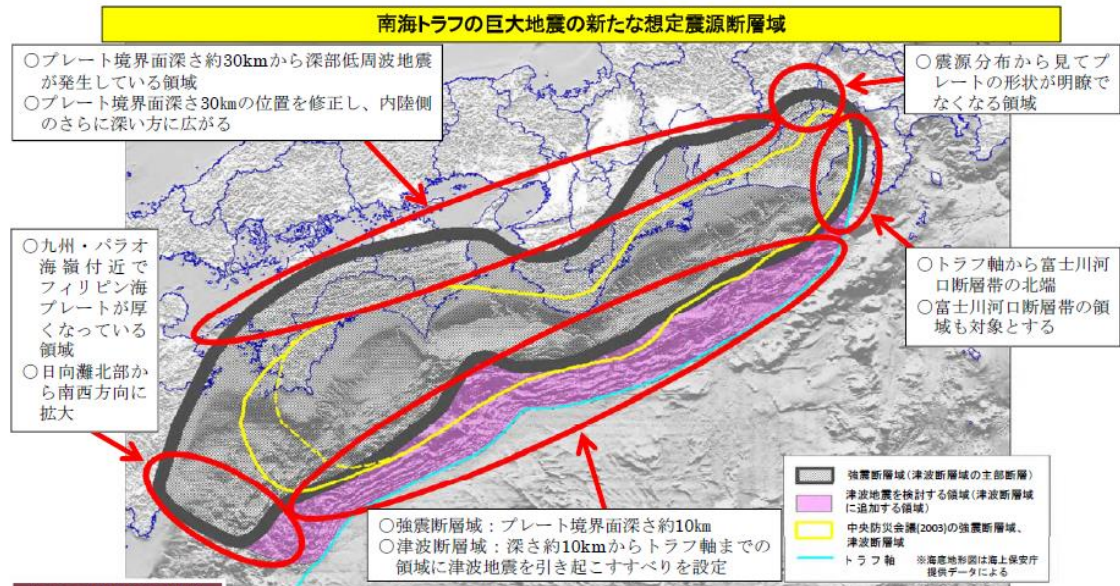 南海トラフの巨大地震の新たな想定震源断層域
○プレート境界面深さ約30kmから深部低周波地震
が発生している領域
○プレート境界面深さ30㎞の位置を修正し、内陸側
のさらに深い方に広がる
○震源分布から見てプ
レートの形状が明瞭で
なくなる領域
○九州・パラオ
海嶺付近で
フィリピン海
プレートが厚
くなっている
領域
○日向灘北部か
ら南西方向に
拡大
○トラフ軸から富士川河
口断層帯の北端
○富士川河口断層帯の領
域も対象とする
○強震断層域：プレート境界面深さ約10㎞
○津波断層域：深さ約10kmからトラフ軸までの
領域に津波地震を引き起こすすべりを設定
強震断層域(津波断層域の主部断層)
津波地震を検討する領域(津波断層域
に追加する領域)
中央防災会議(2003)の強震断層域、
津波断層域
トラフ軸 ※海底地形図は海上保安庁
提供データによる